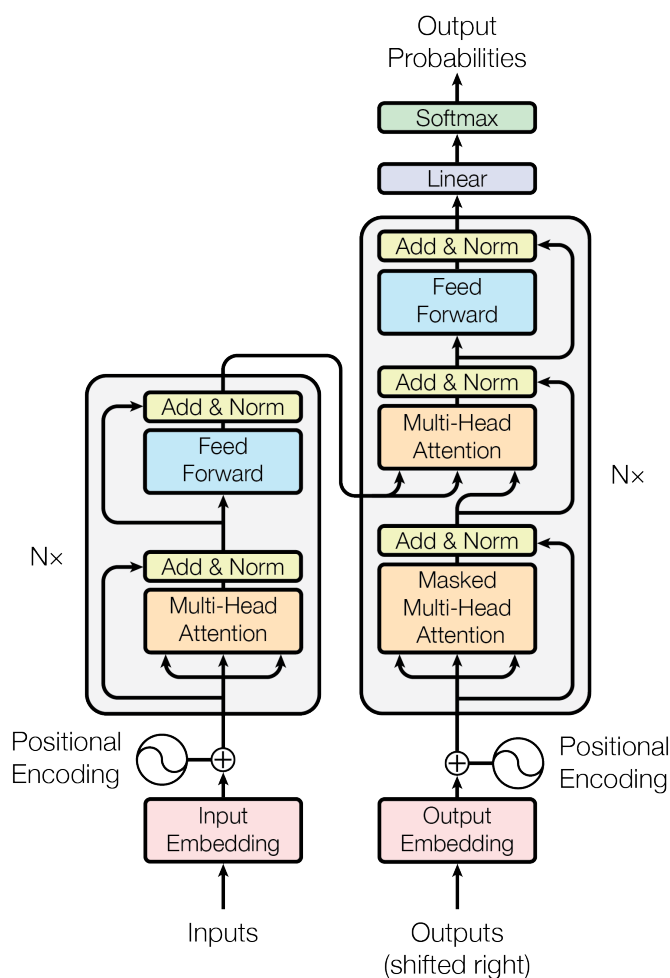 Output
Probabilities
Softmax
Linear
Add & Norm
Feed
Forward
Add & Norm
Multi-Head
Attention
Nx
Add & Norm
Masked
Multi-Head
Attention
Add & Norm
Feed
Forward
N×
Add & Norm
Multi-Head
Attention
Positional
Encoding
Positional
Encoding
Input
Embedding
Output
Embedding
Inputs
Outputs
(shifted right)